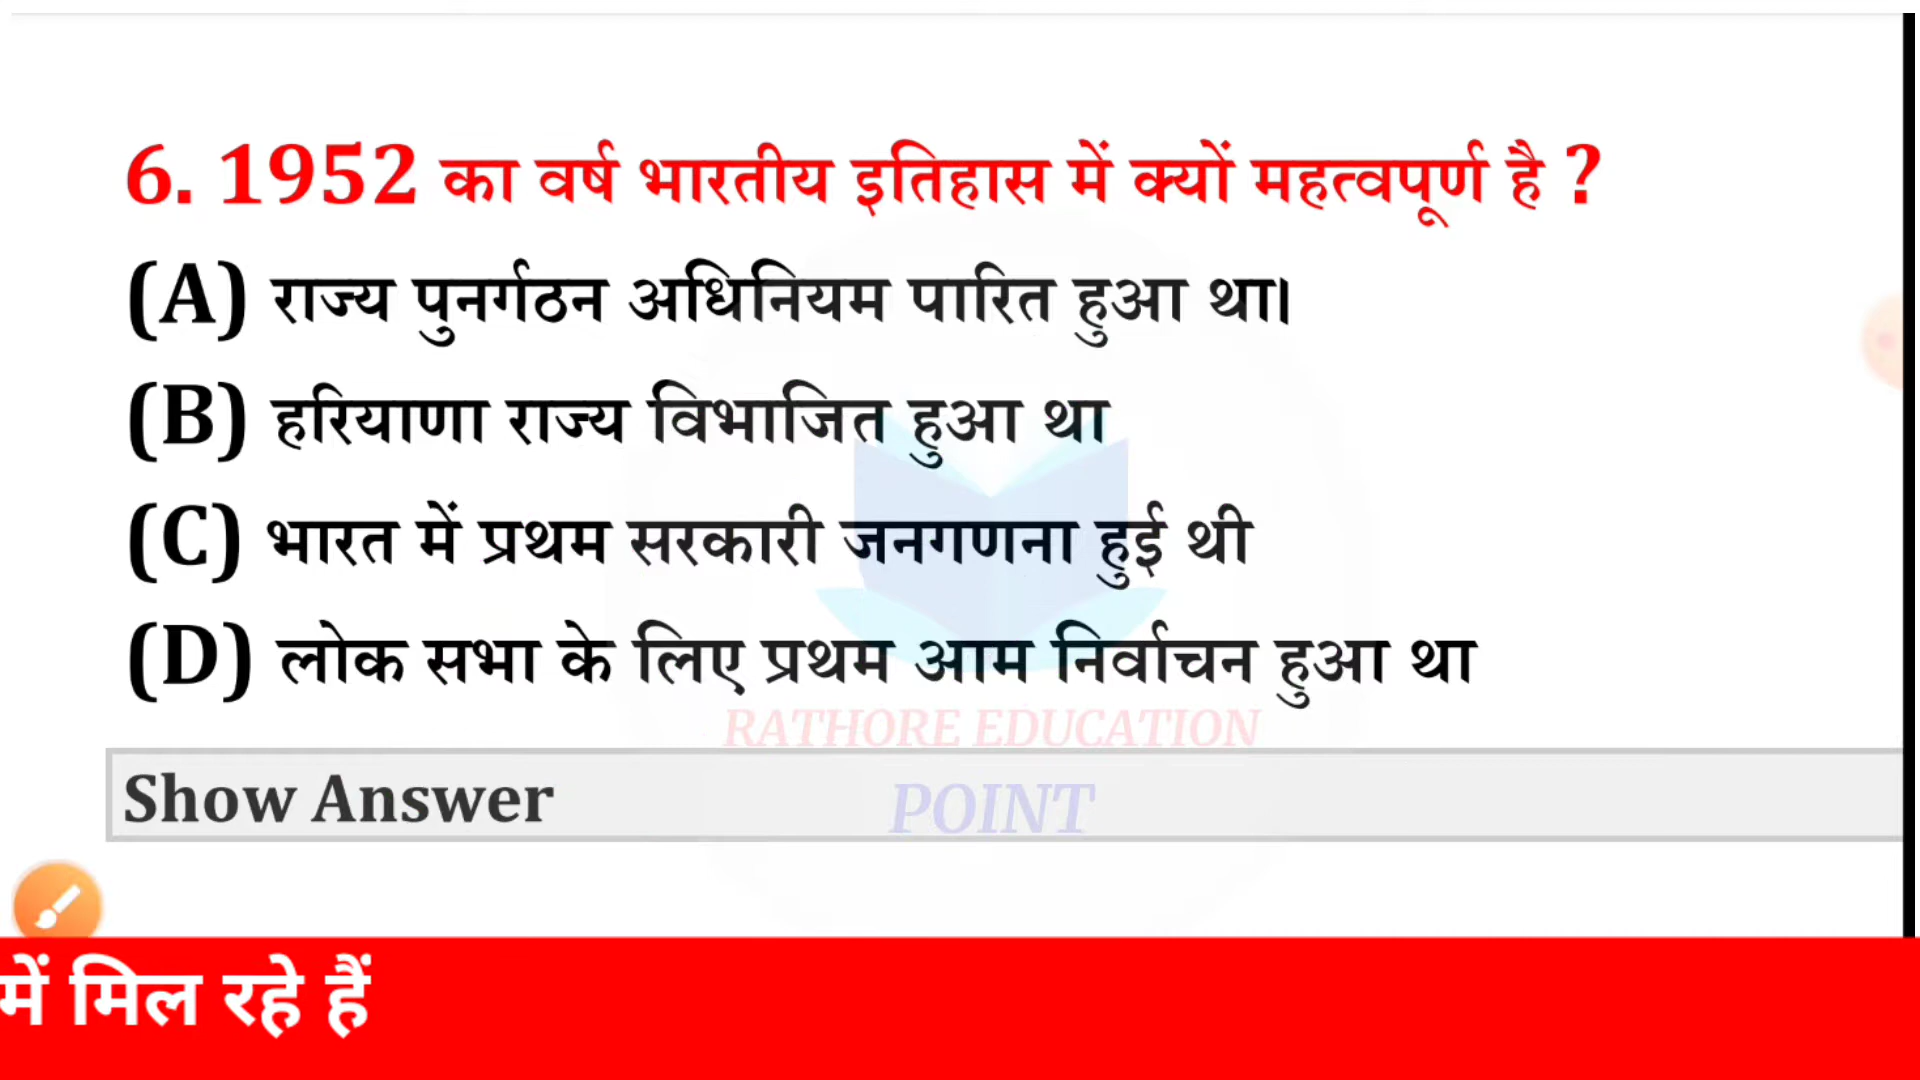 6. 1952 का वर्ष भारतीय इतिहास में क्यों महत्वपूर्ण है ?
(A) राज्य पुनर्गठन अधिनियम पारित हुआ था।
(B) हरियाणा राज्य विभाजित हुआ था
(C) भारत में प्रथम सरकारी जनगणना हुई थी
(D) लोक सभा के लिए प्रथम आम निर्वाचन हुआ था
RATHORE EDUCATION
Show Answer
POINT
में मिल रहे हैं